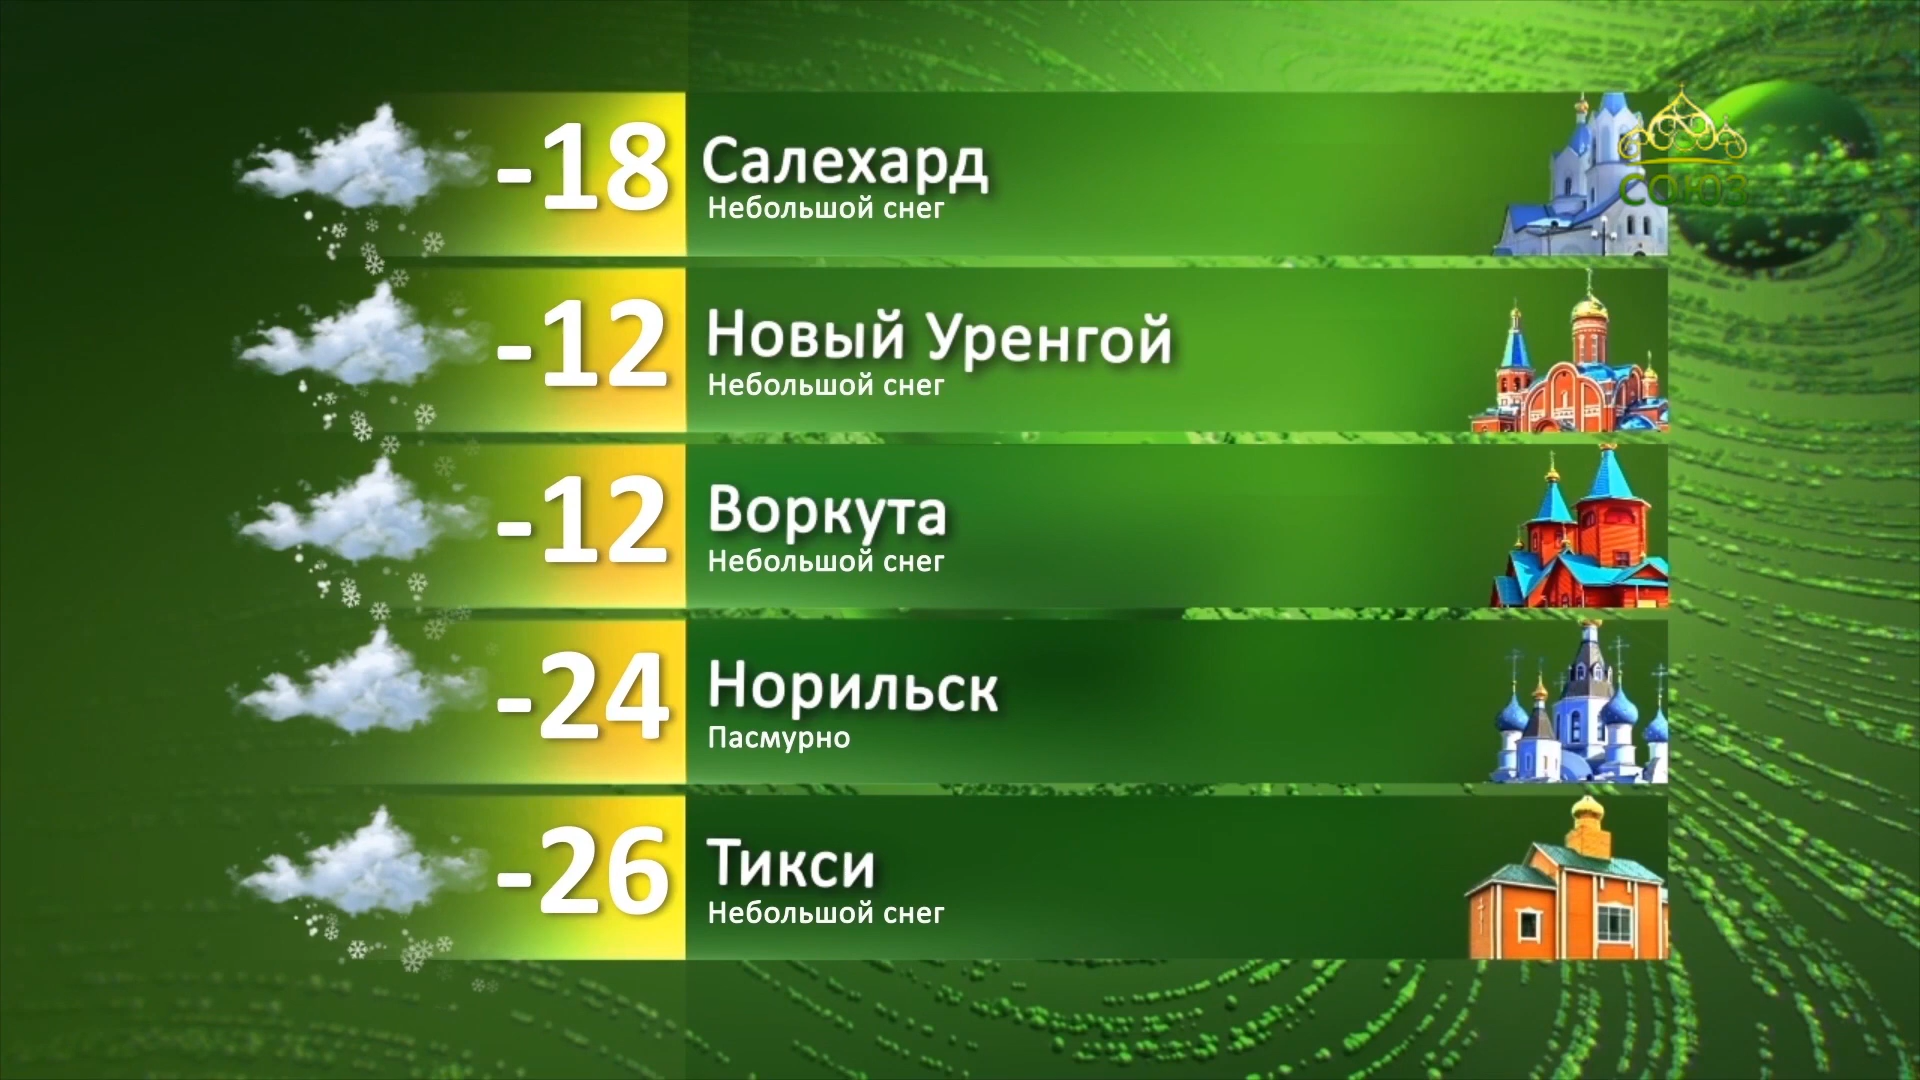 -18
Салехард
Небольшой снег
СОЮЗ
-12
Новый Уренгой
Небольшой снег
-12
Воркута
Небольшой снег
-24
Норильск
Пасмурно
-26
Тикси
Небольшой снег